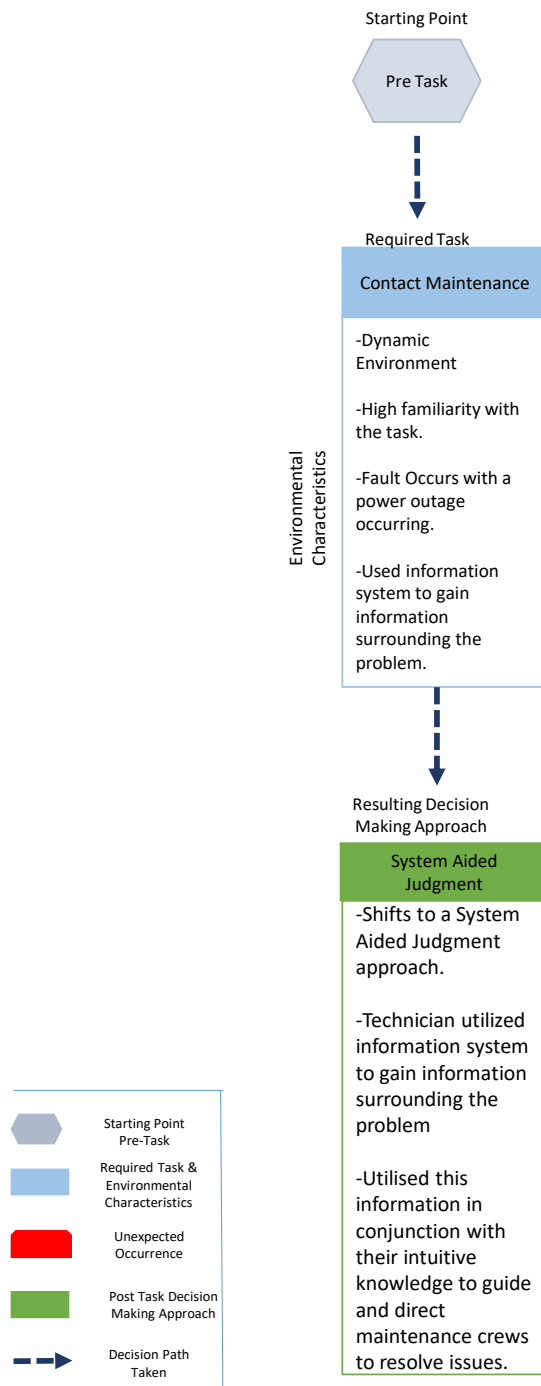 Starting Point
Pre Task
Required Task
Contact Maintenance
-Dynamic
Environment
-High familiarity with
the task.
-Fault Occurs with a
power outage
occurring.
-Used information
system to gain
information
surrounding the
problem.
Environmental
Characteristics
Resulting Decision
Making Approach
System Aided
Judgment
-Shifts to a System
Aided Judgment
approach.
-Technician utilized
information system
to gain information
surrounding the
problem
-Utilised this
information in
conjunction with
their intuitive
knowledge to guide
and direct
maintenance crews
to resolve issues.
Starting Point
Pre-Task
Required Task &
Environmental
Characteristics
Unexpected
Occurrence
Post Task Decision
Making Approach
Decision Path
Taken